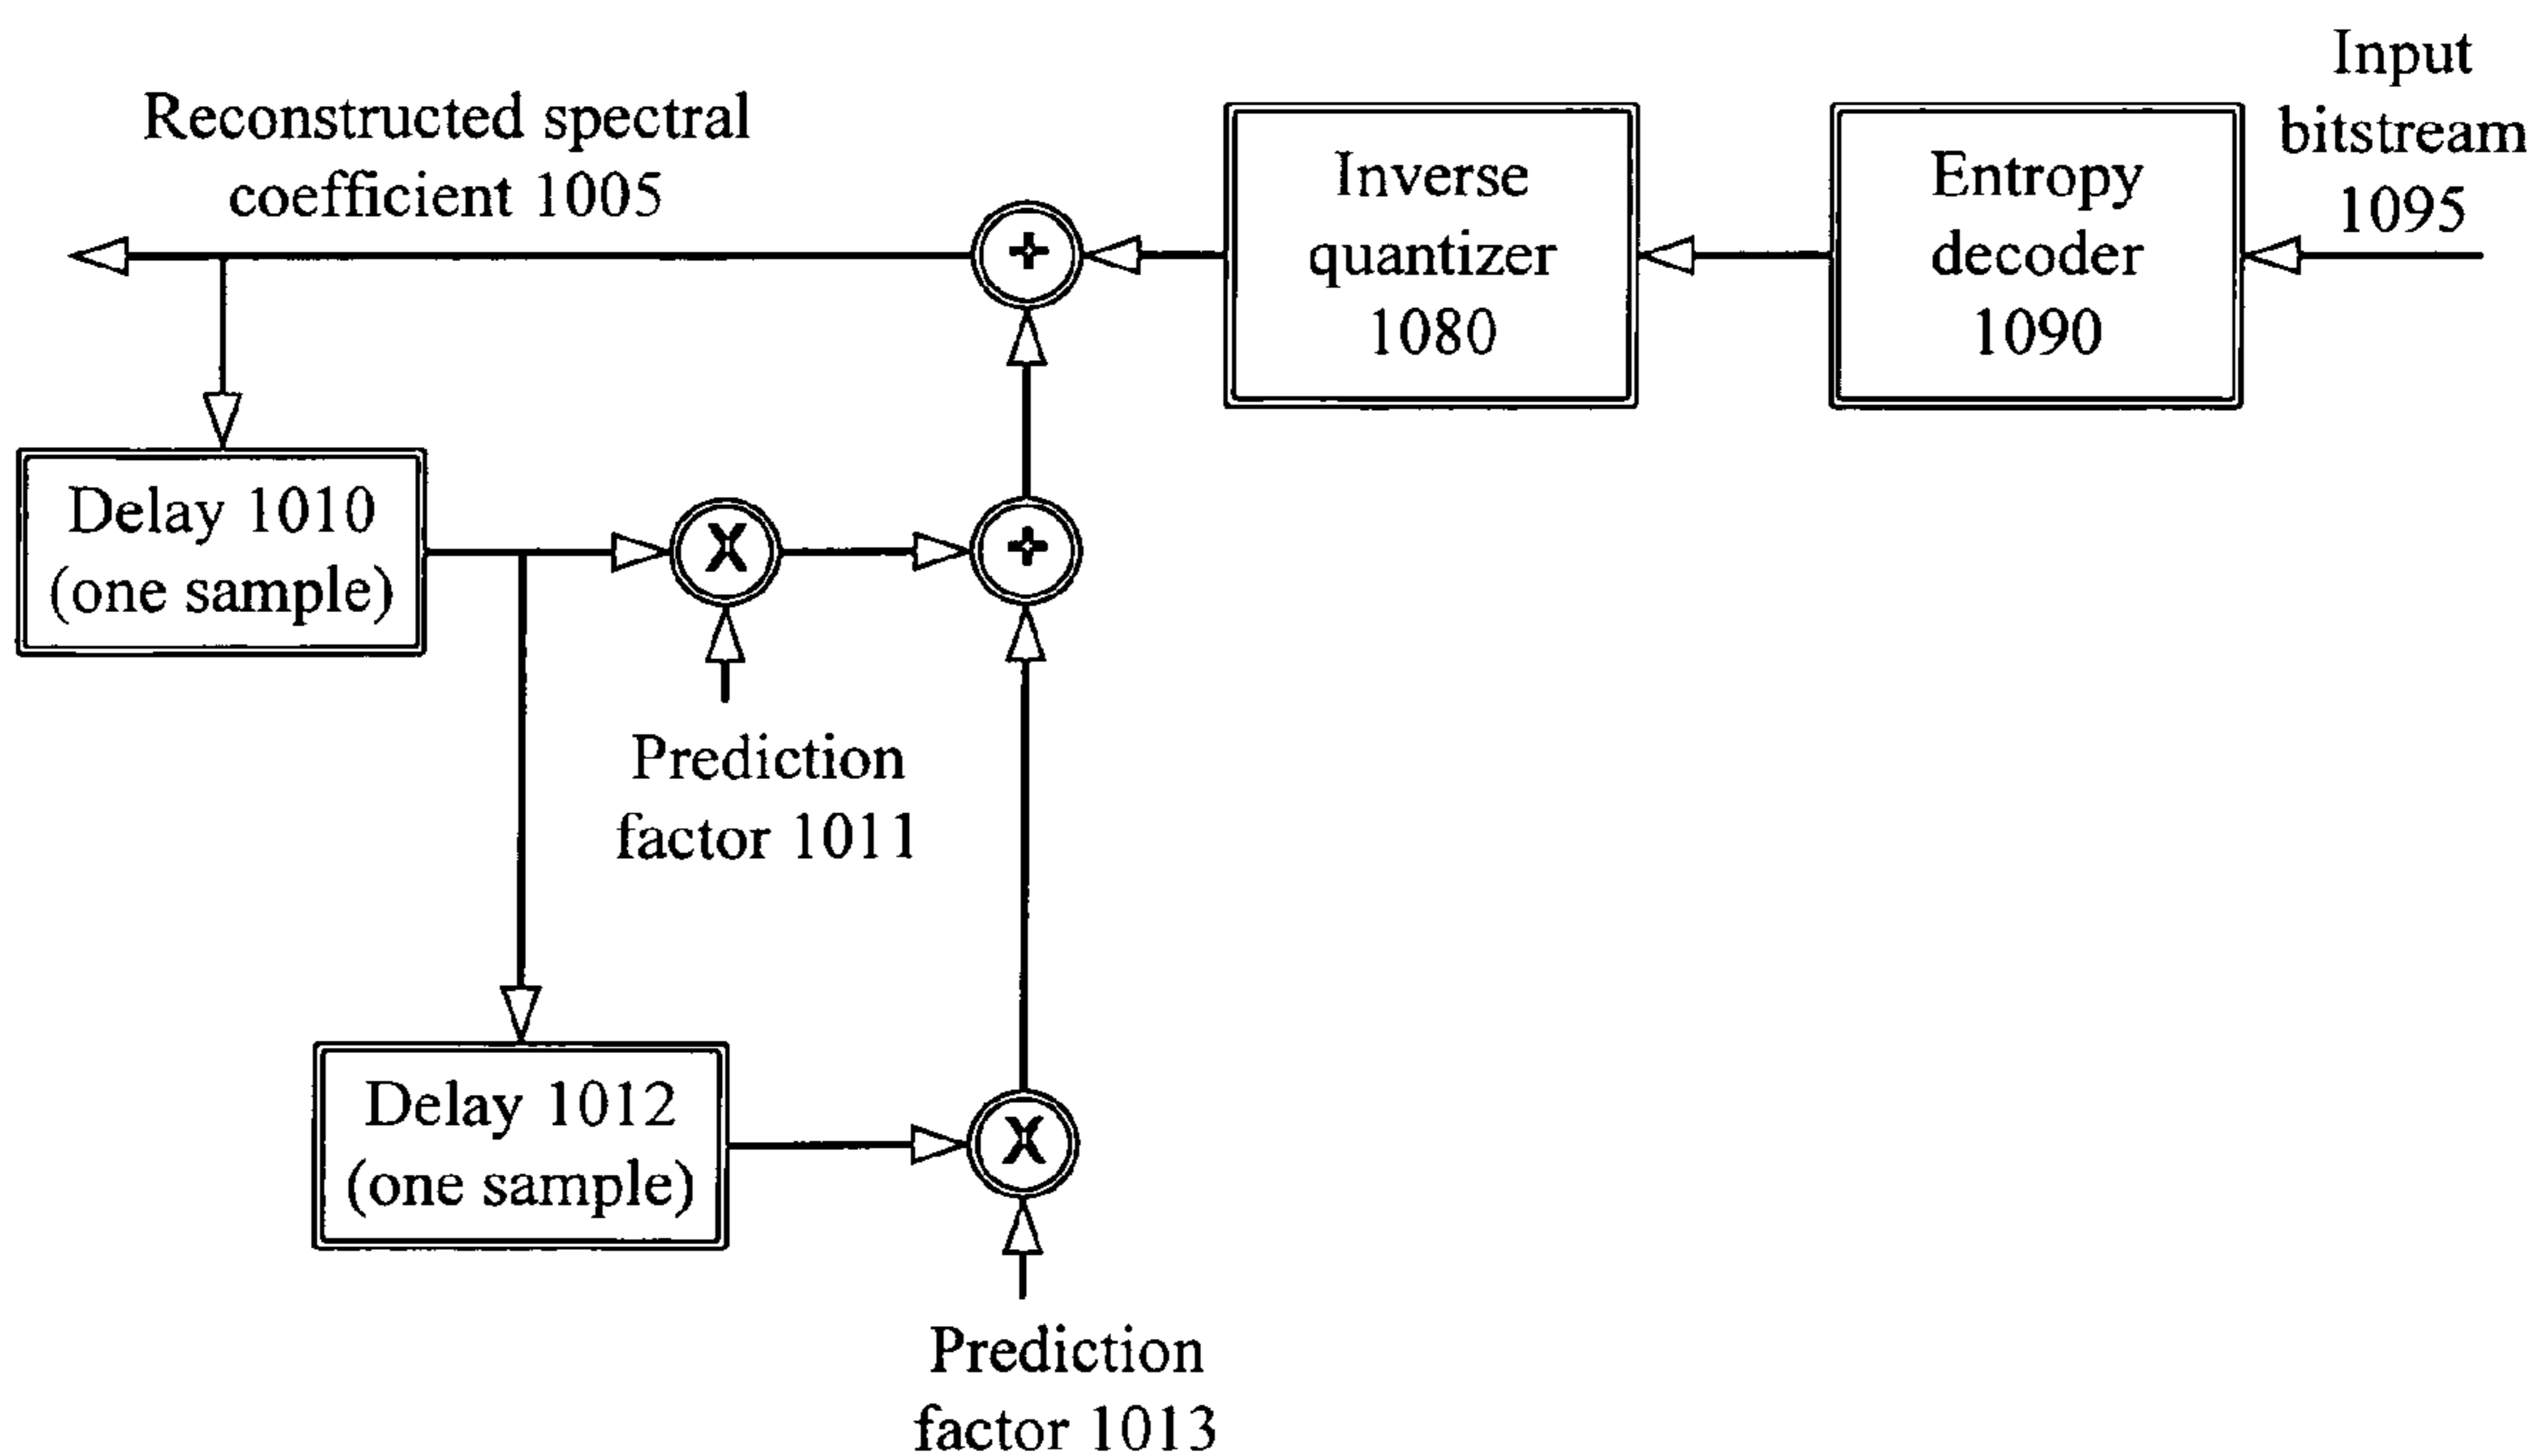 Reconstructed spectral
coefficient 1005
+
Inverse
quantizer
1080
Entropy
decoder
1090
Input
bitstream
1095
Delay 1010
(one sample)
X
+
Prediction
factor 1011
Delay 1012
(one sample)
X
Prediction
factor 1013